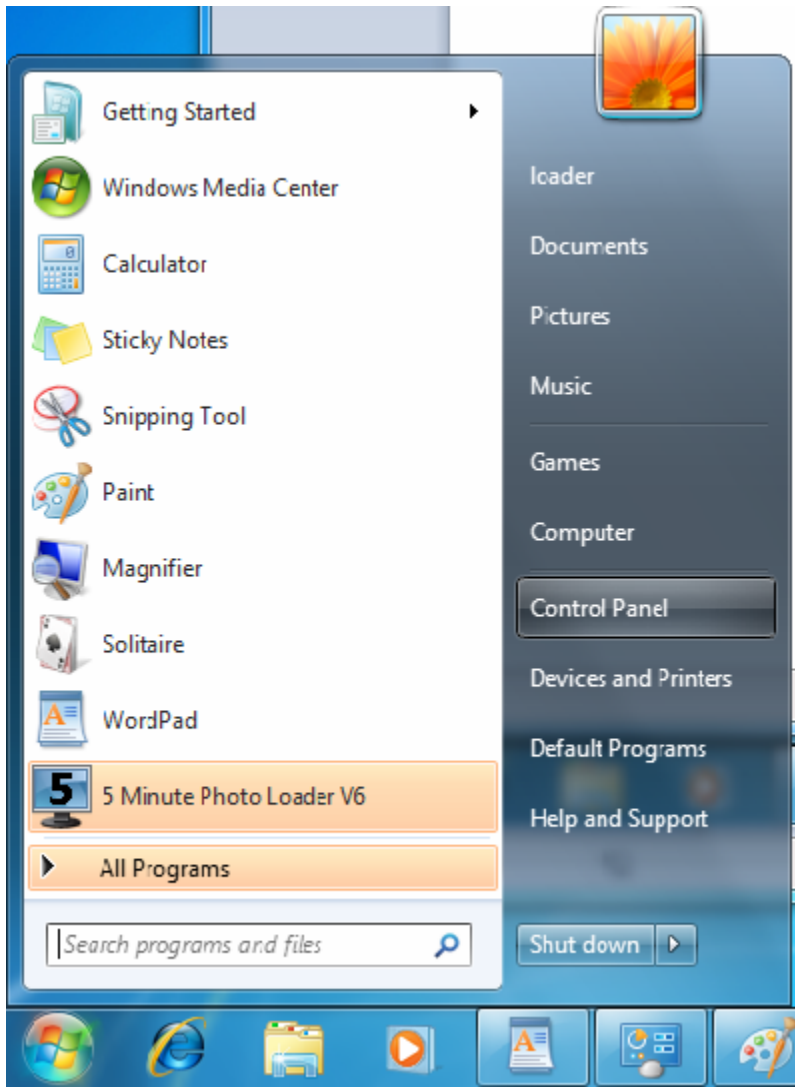 Getting Started
Windows Media Center
Calculator
Sticky Notes
Snipping Tool
Paint
Magnifier
Solitaire
WordPad
5 Minute Photo Loader V6
All Programs
Search programs and files
loader
Documents
Pictures
Music
Games
Computer
Control Panel
Devices and Printers
Default Programs
Help and Support
Shut down